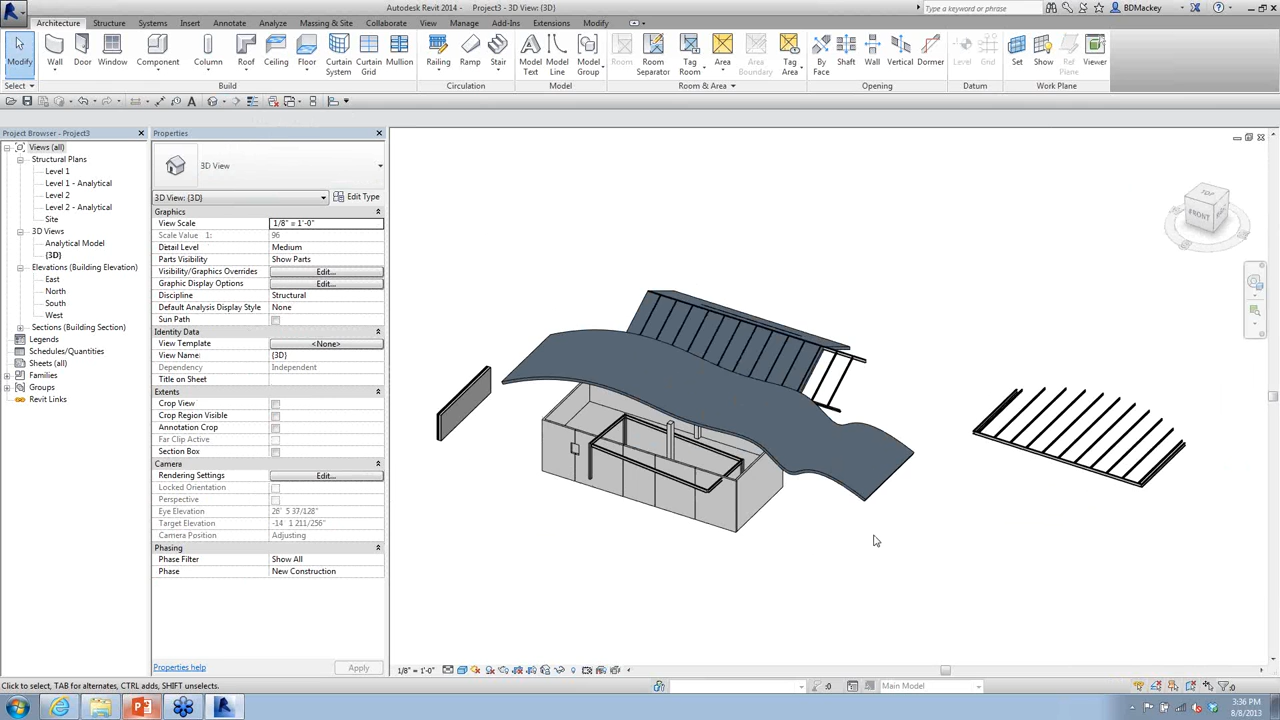 Autodesk Revit 2014 - Project3 - 3D View: {3D}
Type a keyword or phrase
BDMackey
Architecture Structure Systems Insert Annotate Analyze Massing & Site Collaborate View Manage Add-Ins Extensions Modify
Modify Wall Door Window Component Column Roof Ceiling Floor Curtain System Curtain Grid Mullion Railing Ramp Stair Model Text Model Line Model Group Room Room Separator Tag Room Area Area Boundary Tag Area By Face Shaft Wall Vertical Dormer Level Grid Set Show Ref Plane Viewer
Select Build Circulation Model Room & Area Opening Datum Work Plane
Project Browser - Project3
Views (all)
Structural Plans
Level 1
Level 1 - Analytical
Level 2
Level 2 - Analytical
Site
3D Views
Analytical Model
{3D}
Elevations (Building Elevation)
East
North
South
West
Sections (Building Section)
Legends
Schedules/Quantities
Sheets (all)
Families
Groups
Revit Links
Properties
3D View
3D View: {3D} Edit Type
Graphics
View Scale 1/8" = 1'-0"
Scale Value 1: 96
Detail Level Medium
Parts Visibility Show Parts
Visibility/Graphics Overrides Edit...
Graphic Display Options Edit...
Discipline Structural
Default Analysis Display Style None
Sun Path
Identity Data
View Template <None>
View Name {3D}
Dependency Independent
Title on Sheet
Extents
Crop View
Crop Region Visible
Annotation Crop
Far Clip Active
Section Box
Camera
Rendering Settings Edit...
Locked Orientation
Perspective
Eye Elevation 26' 5 37/128"
Target Elevation -14' 1 211/256"
Camera Position Adjusting
Phasing
Phase Filter Show All
Phase New Construction
Properties help Apply
TOP
FRONT
1/8" = 1'-0"
Click to select, TAB for alternates, CTRL adds, SHIFT unselects.
:0
Main Model
:0
3:36 PM
8/8/2013